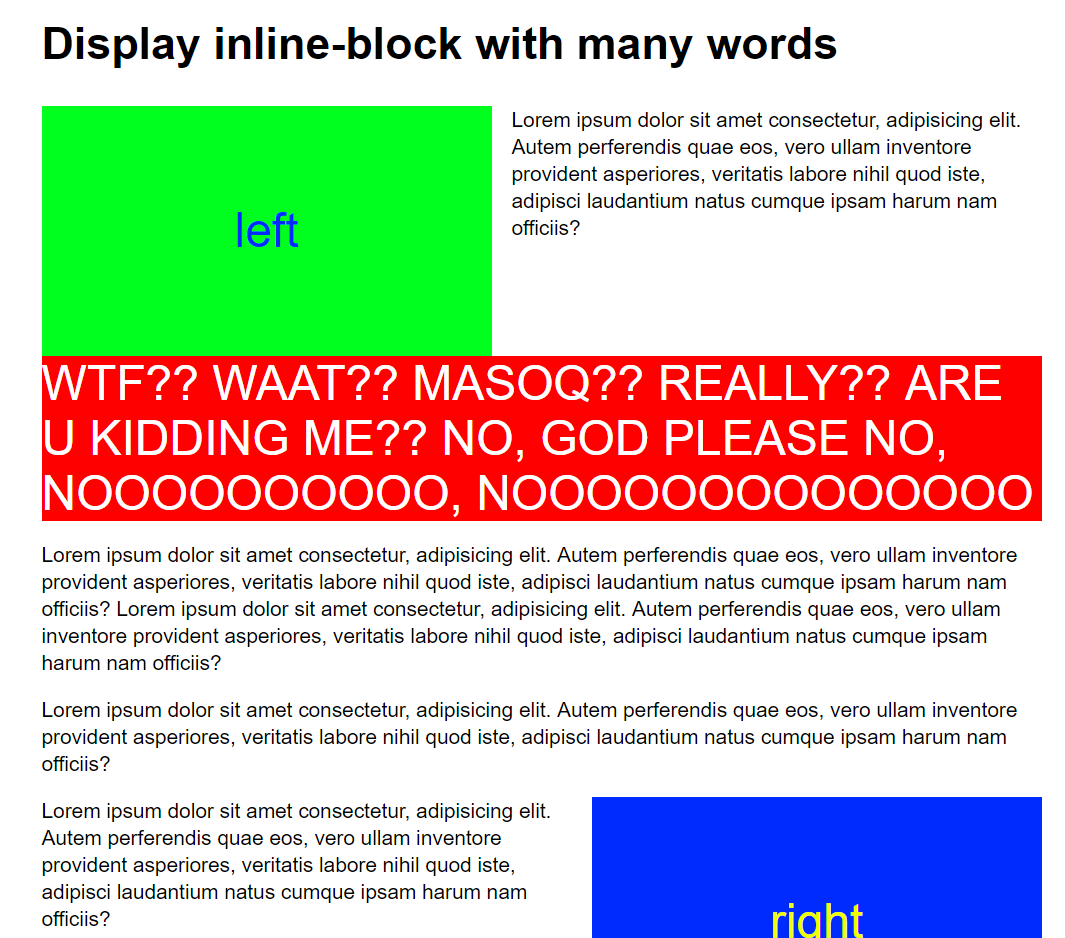 Display inline-block with many words
left
Lorem ipsum dolor sit amet consectetur, adipisicing elit.
Autem perferendis quae eos, vero ullam inventore
provident asperiores, veritatis labore nihil quod iste,
adipisci laudantium natus cumque ipsam harum nam
officiis?
WTF?? WAAT?? MASOQ?? REALLY?? ARE
U KIDDING ME?? NO, GOD PLEASE NO,
NOOOOOOOOOO, NOOOOOOOOOOOOOO
Lorem ipsum dolor sit amet consectetur, adipisicing elit. Autem perferendis quae eos, vero ullam inventore
provident asperiores, veritatis labore nihil quod iste, adipisci laudantium natus cumque ipsam harum nam
officiis? Lorem ipsum dolor sit amet consectetur, adipisicing elit. Autem perferendis quae eos, vero ullam
inventore provident asperiores, veritatis labore nihil quod iste, adipisci laudantium natus cumque ipsam
harum nam officiis?
Lorem ipsum dolor sit amet consectetur, adipisicing elit. Autem perferendis quae eos, vero ullam inventore
provident asperiores, veritatis labore nihil quod iste, adipisci laudantium natus cumque ipsam harum nam
officiis?
Lorem ipsum dolor sit amet consectetur, adipisicing elit.
Autem perferendis quae eos, vero ullam inventore
provident asperiores, veritatis labore nihil quod iste,
adipisci laudantium natus cumque ipsam harum nam
officiis?
right